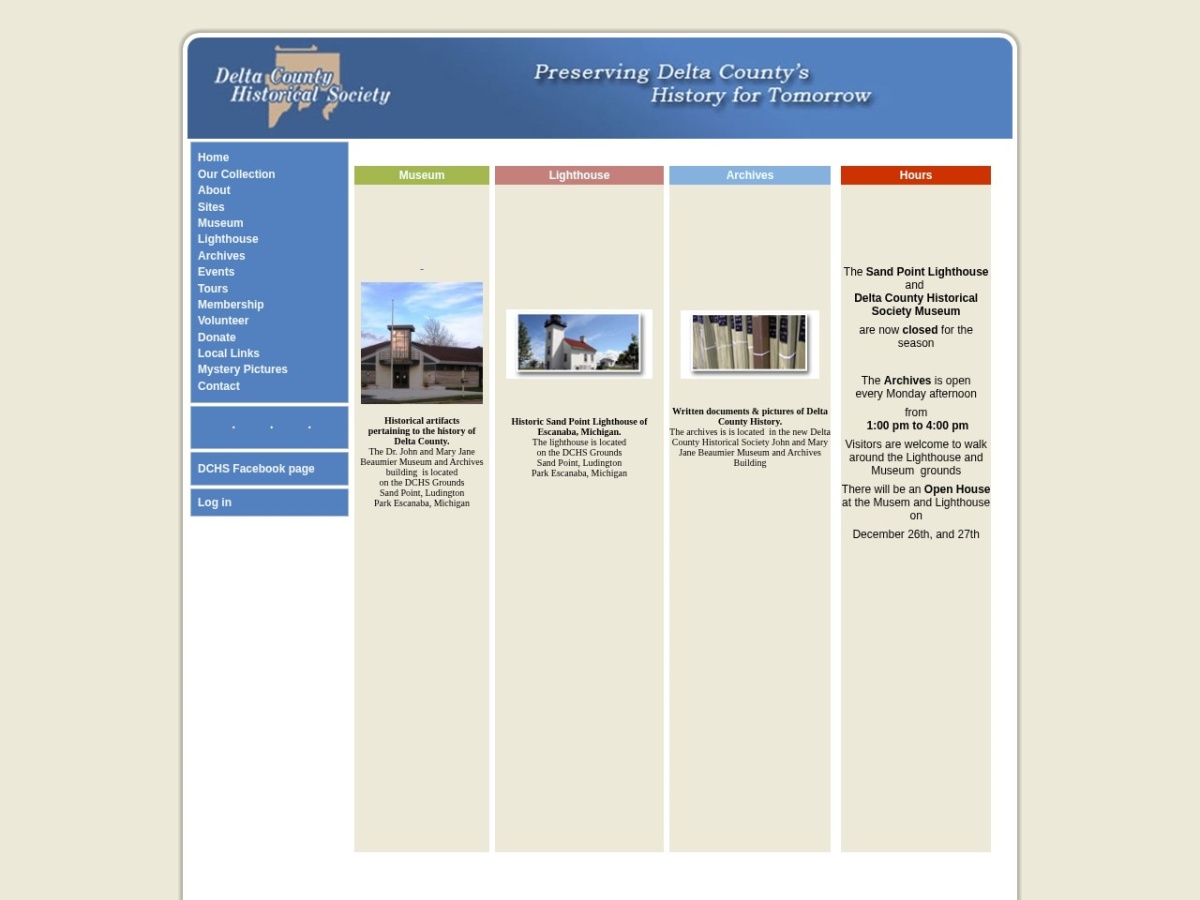 Delta County
Historical Society
Preserving Delta County's
History for Tomorrow
Home
Our Collection
About
Sites
Museum
Lighthouse
Archives
Events
Tours
Membership
Volunteer
Donate
Local Links
Mystery Pictures
Contact
. . .
DCHS Facebook page
Log in
Museum
-
Historical artifacts
pertaining to the history of
Delta County.
The Dr. John and Mary Jane
Beaumier Museum and Archives
building is located
on the DCHS Grounds
Sand Point, Ludington
Park Escanaba, Michigan
Lighthouse
Historic Sand Point Lighthouse of
Escanaba, Michigan.
The lighthouse is located
on the DCHS Grounds
Sand Point, Ludington
Park Escanaba, Michigan
Archives
Written documents & pictures of Delta
County History.
The archives is is located in the new Delta
County Historical Society John and Mary
Jane Beaumier Museum and Archives
Building
Hours
The Sand Point Lighthouse
and
Delta County Historical
Society Museum
are now closed for the
season
The Archives is open
every Monday afternoon
from
1:00 pm to 4:00 pm
Visitors are welcome to walk
around the Lighthouse and
Museum grounds
There will be an Open House
at the Musem and Lighthouse
on
December 26th, and 27th